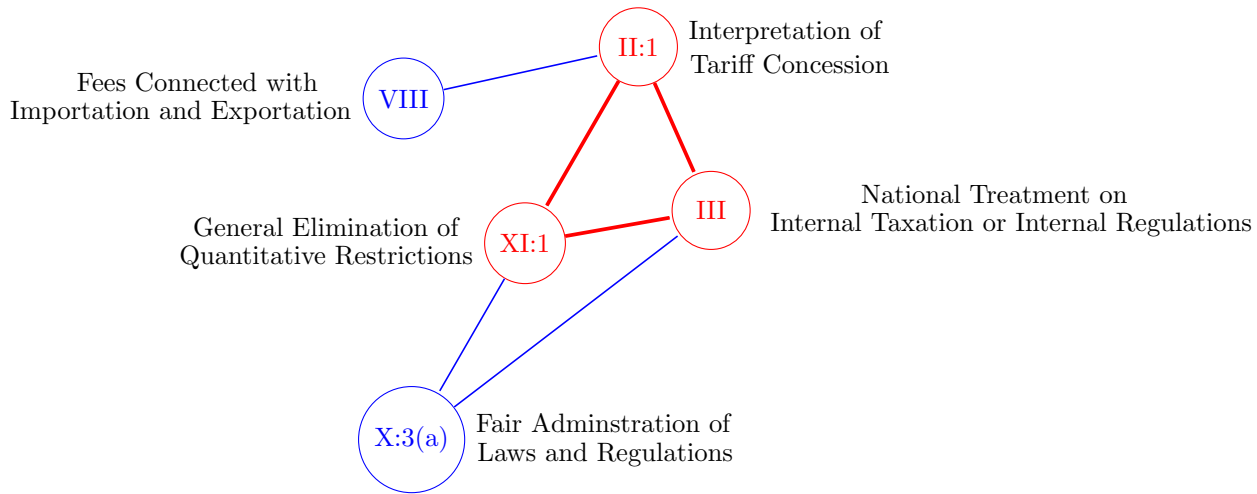 II:1
Interpretation of
Tariff Concession
Fees Connected with
Importation and Exportation
VIII
III
National Treatment on
Internal Taxation or Internal Regulations
General Elimination of
Quantitative Restrictions
XI:1
X:3(a)
Fair Adminstration of
Laws and Regulations